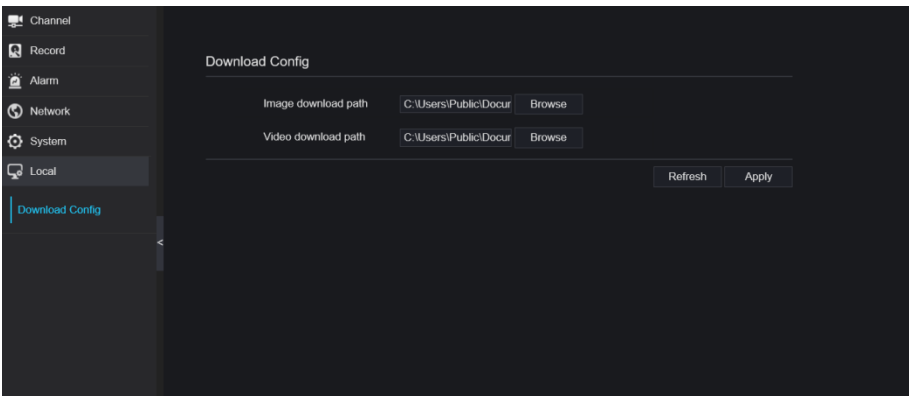 Channel
Record
Alarm
Network
System
Local
Download Config
<
Download Config
Image download path C:\Users\Public\Docur Browse
Video download path C:\Users\Public\Docur Browse
Refresh Apply